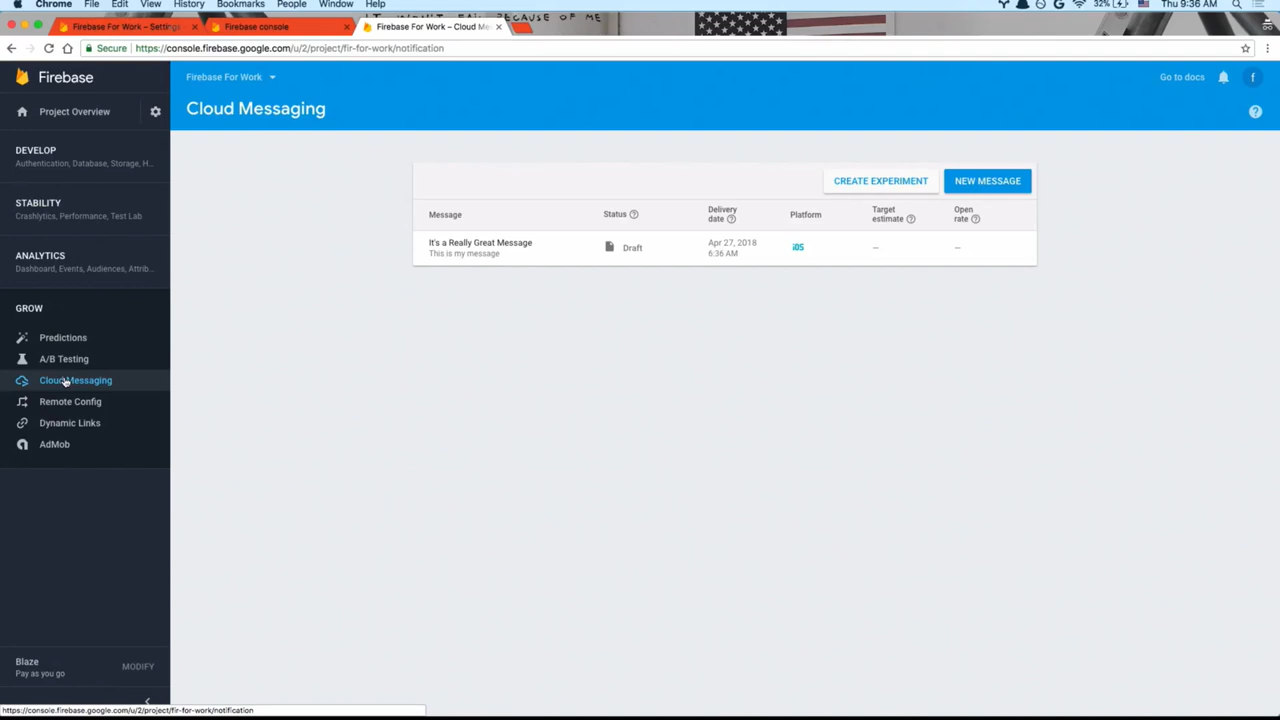 Chrome File Edit View History Bookmarks People Window Help
32% Thu 9:36 AM
BECAUSE OF ME
Firebase For Work – Settings
Firebase console
Firebase For Work – Cloud Me
Secure https://console.firebase.google.com/u/2/project/fir-for-work/notification
Firebase
Firebase For Work
Go to docs
f
Project Overview
Cloud Messaging
?
DEVELOP
Authentication, Database, Storage, H...
STABILITY
Crashlytics, Performance, Test Lab
ANALYTICS
Dashboard, Events, Audiences, Attrib...
GROW
Predictions
A/B Testing
Cloud Messaging
Remote Config
Dynamic Links
AdMob
CREATE EXPERIMENT
NEW MESSAGE
Message
Status
Delivery date
Platform
Target estimate
Open rate
It's a Really Great Message
This is my message
Draft
Apr 27, 2018
6:36 AM
iOS
–
–
Blaze
Pay as you go
MODIFY
https://console.firebase.google.com/u/2/project/fir-for-work/notification